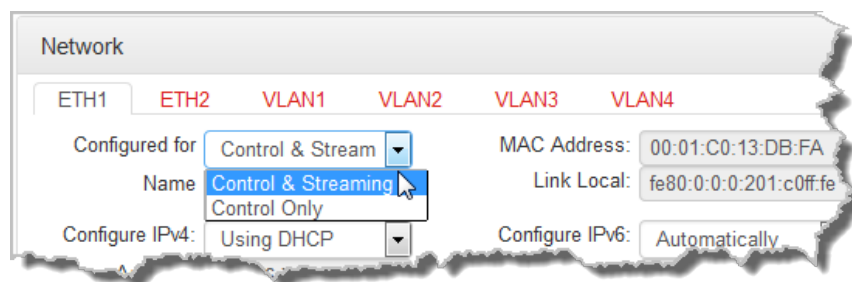 Network
ETH1 ETH2 VLAN1 VLAN2 VLAN3 VLAN4
Configured for Control & Stream MAC Address: 00:01:C0:13:DB:FA
Name Control & Streaming Link Local: fe80:0:0:0:201:c0ff:fe
Control Only
Configure IPv4: Using DHCP Configure IPv6: Automatically